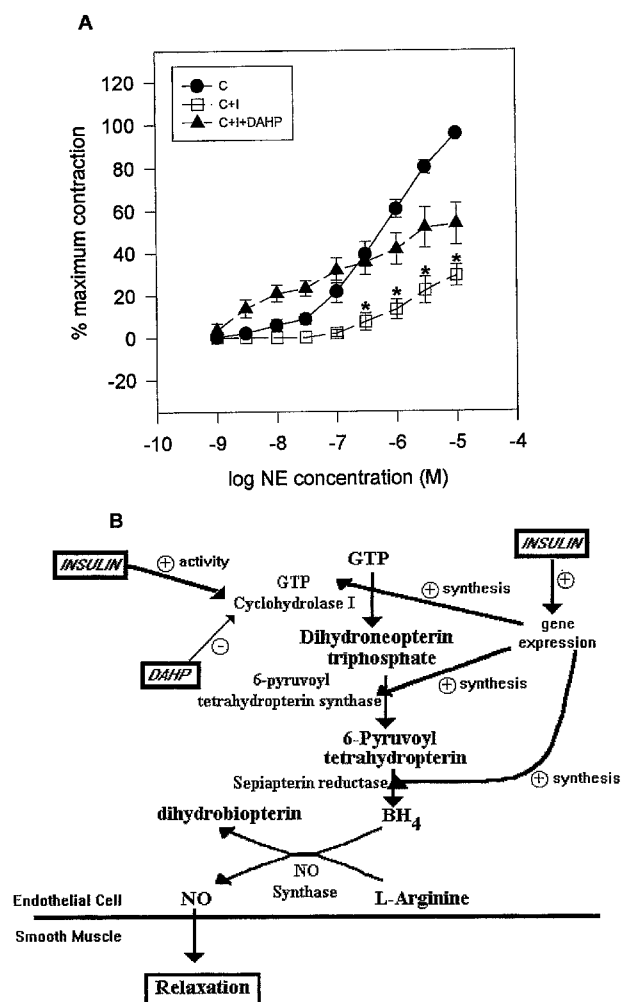 A
C
C+I
C+I+DAHP
120
100
80
60
40
20
0
-20
% maximum contraction
* * * *
-10 -9 -8 -7 -6 -5 -4
log NE concentration (M)
B
INSULIN
+ activity
GTP
INSULIN
+
GTP
Cyclohydrolase I
+ synthesis
gene
expression
−
DAHP
Dihydroneopterin
triphosphate
6-pyruvoyl
tetrahydropterin synthase
+ synthesis
6-Pyruvoyl
tetrahydropterin
Sepiapterin reductase
+ synthesis
dihydrobiopterin
BH4
NO
Synthase
Endothelial Cell
NO
L-Arginine
Smooth Muscle
Relaxation